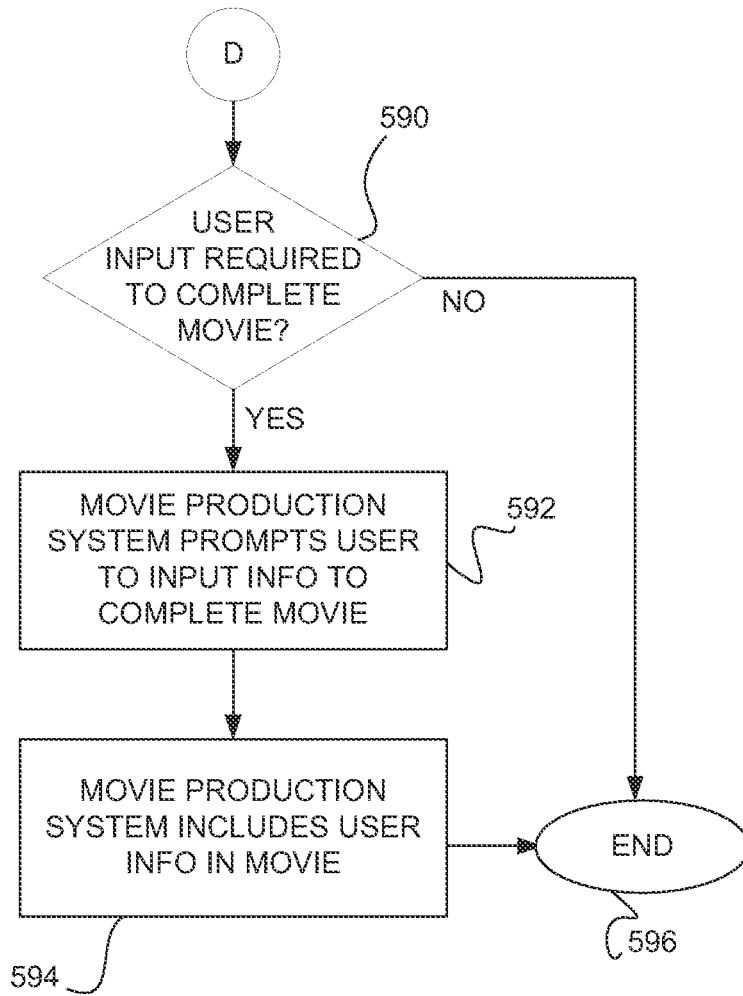 D
590
USER
INPUT REQUIRED
TO COMPLETE
MOVIE?
NO
YES
MOVIE PRODUCTION
SYSTEM PROMPTS USER
TO INPUT INFO TO
COMPLETE MOVIE
592
MOVIE PRODUCTION
SYSTEM INCLUDES USER
INFO IN MOVIE
END
594
596